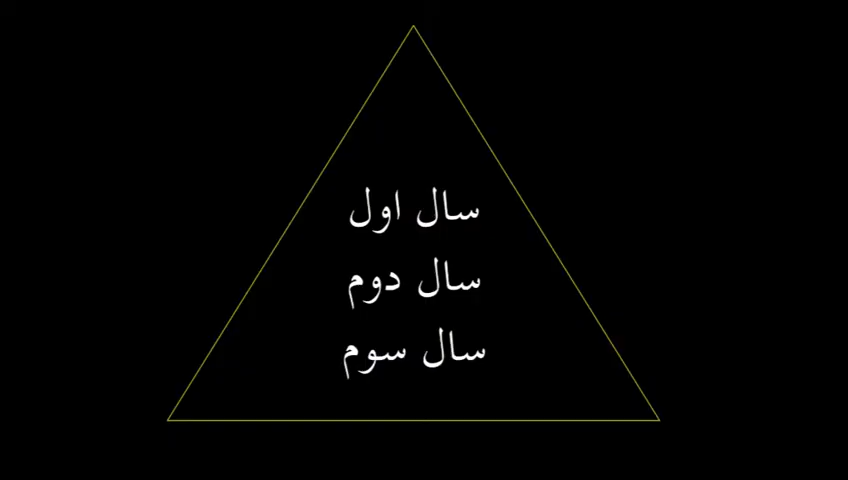 سال اول
سال دوم
سال سوم